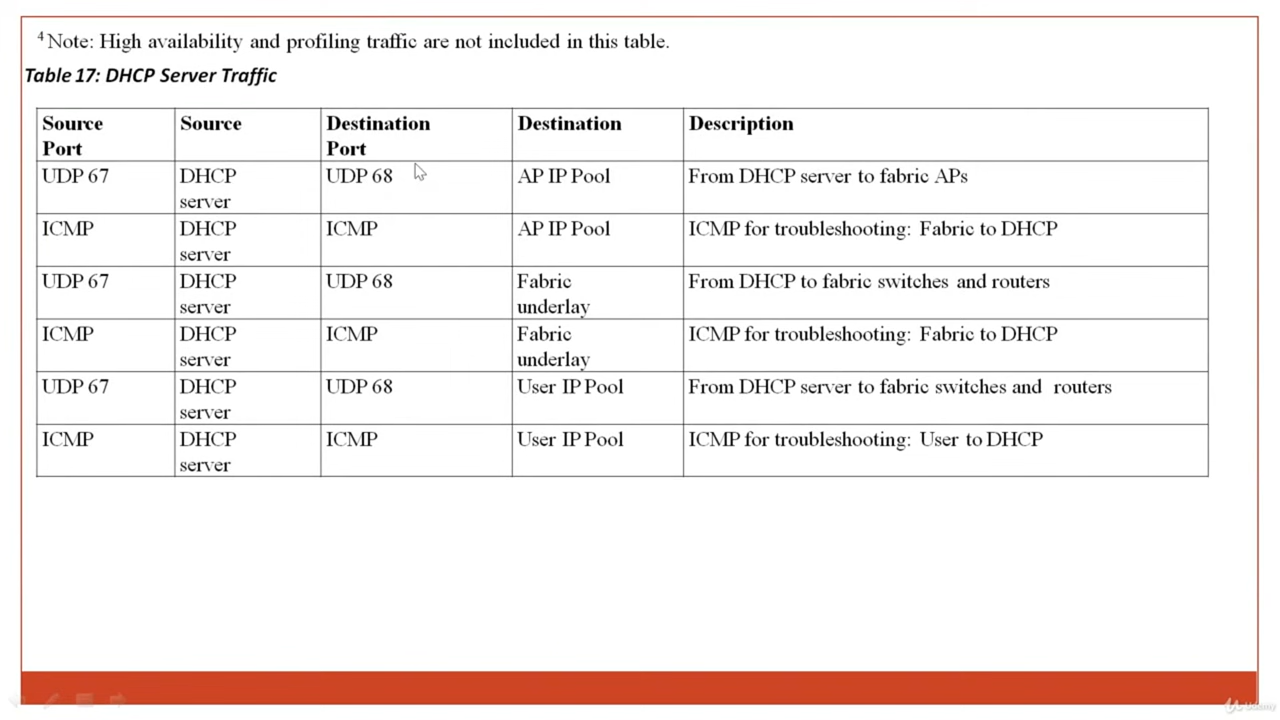 ⁴Note: High availability and profiling traffic are not included in this table.
Table 17: DHCP Server Traffic
Source Port Source Destination Port Destination Description
UDP 67 DHCP server UDP 68 AP IP Pool From DHCP server to fabric APs
ICMP DHCP server ICMP AP IP Pool ICMP for troubleshooting: Fabric to DHCP
UDP 67 DHCP server UDP 68 Fabric underlay From DHCP to fabric switches and routers
ICMP DHCP server ICMP Fabric underlay ICMP for troubleshooting: Fabric to DHCP
UDP 67 DHCP server UDP 68 User IP Pool From DHCP server to fabric switches and routers
ICMP DHCP server ICMP User IP Pool ICMP for troubleshooting: User to DHCP
Udemy